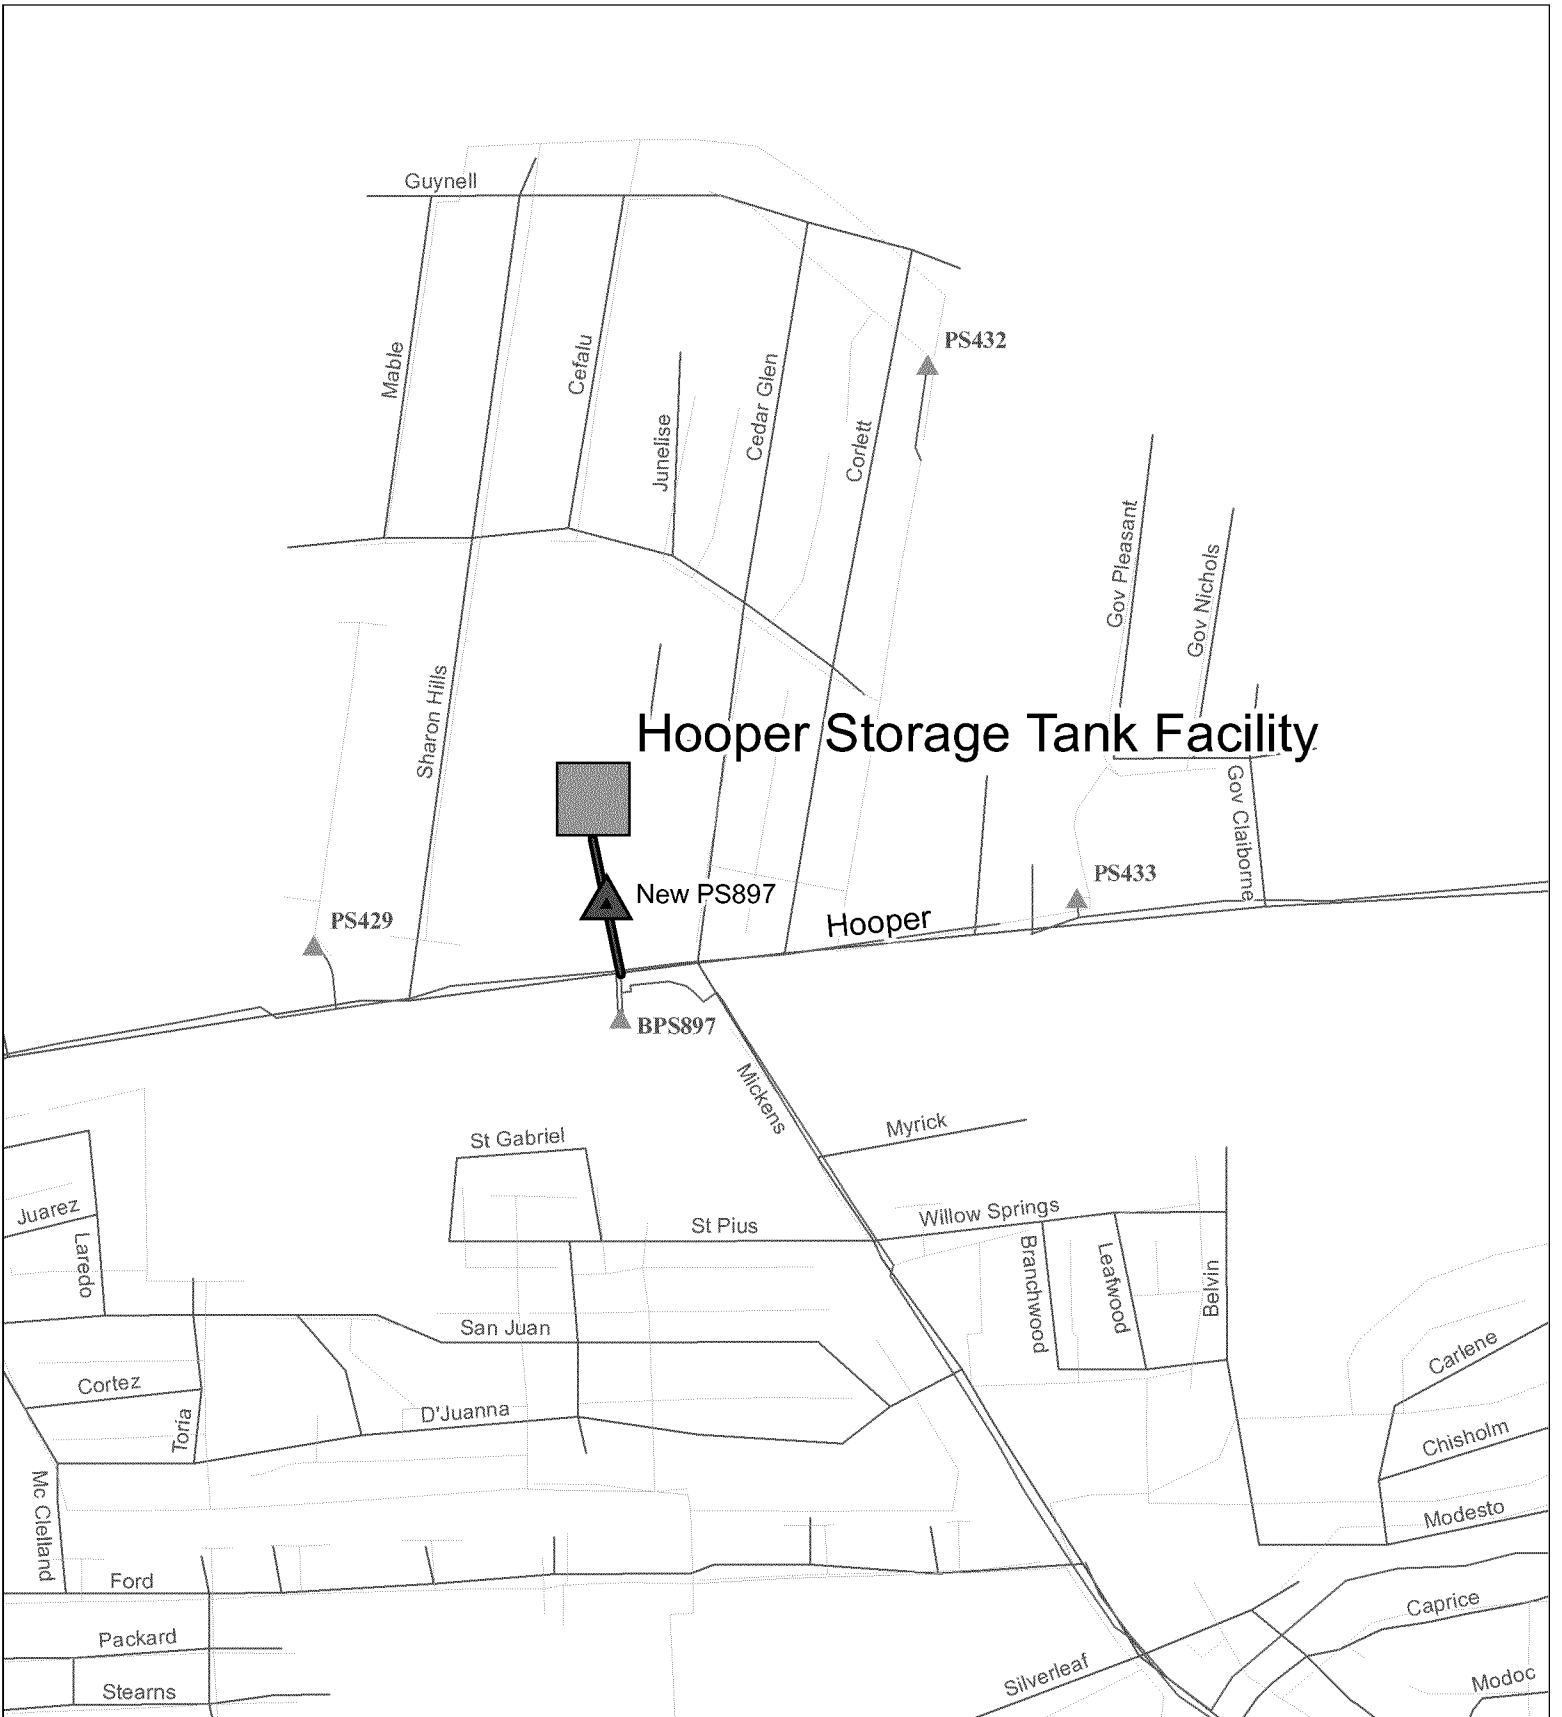 Guynell
PS432
Mable
Cefalu
Cedar Glen
Junelise
Corlett
Gov Pleasant
Gov Nichols
Sharon Hills
Hooper Storage Tank Facility
Gov Claiborne
PS433
New PS897
PS429
Hooper
BPS897
Mickens
Myrick
St Gabriel
Juarez
St Pius
Willow Springs
Laredo
Branchwood
Leafwood
Belvin
San Juan
Carlene
Cortez
D'Juanna
Toria
Chisholm
Mc Clelland
Modesto
Ford
Caprice
Packard
Silverleaf
Stearns
Modoc